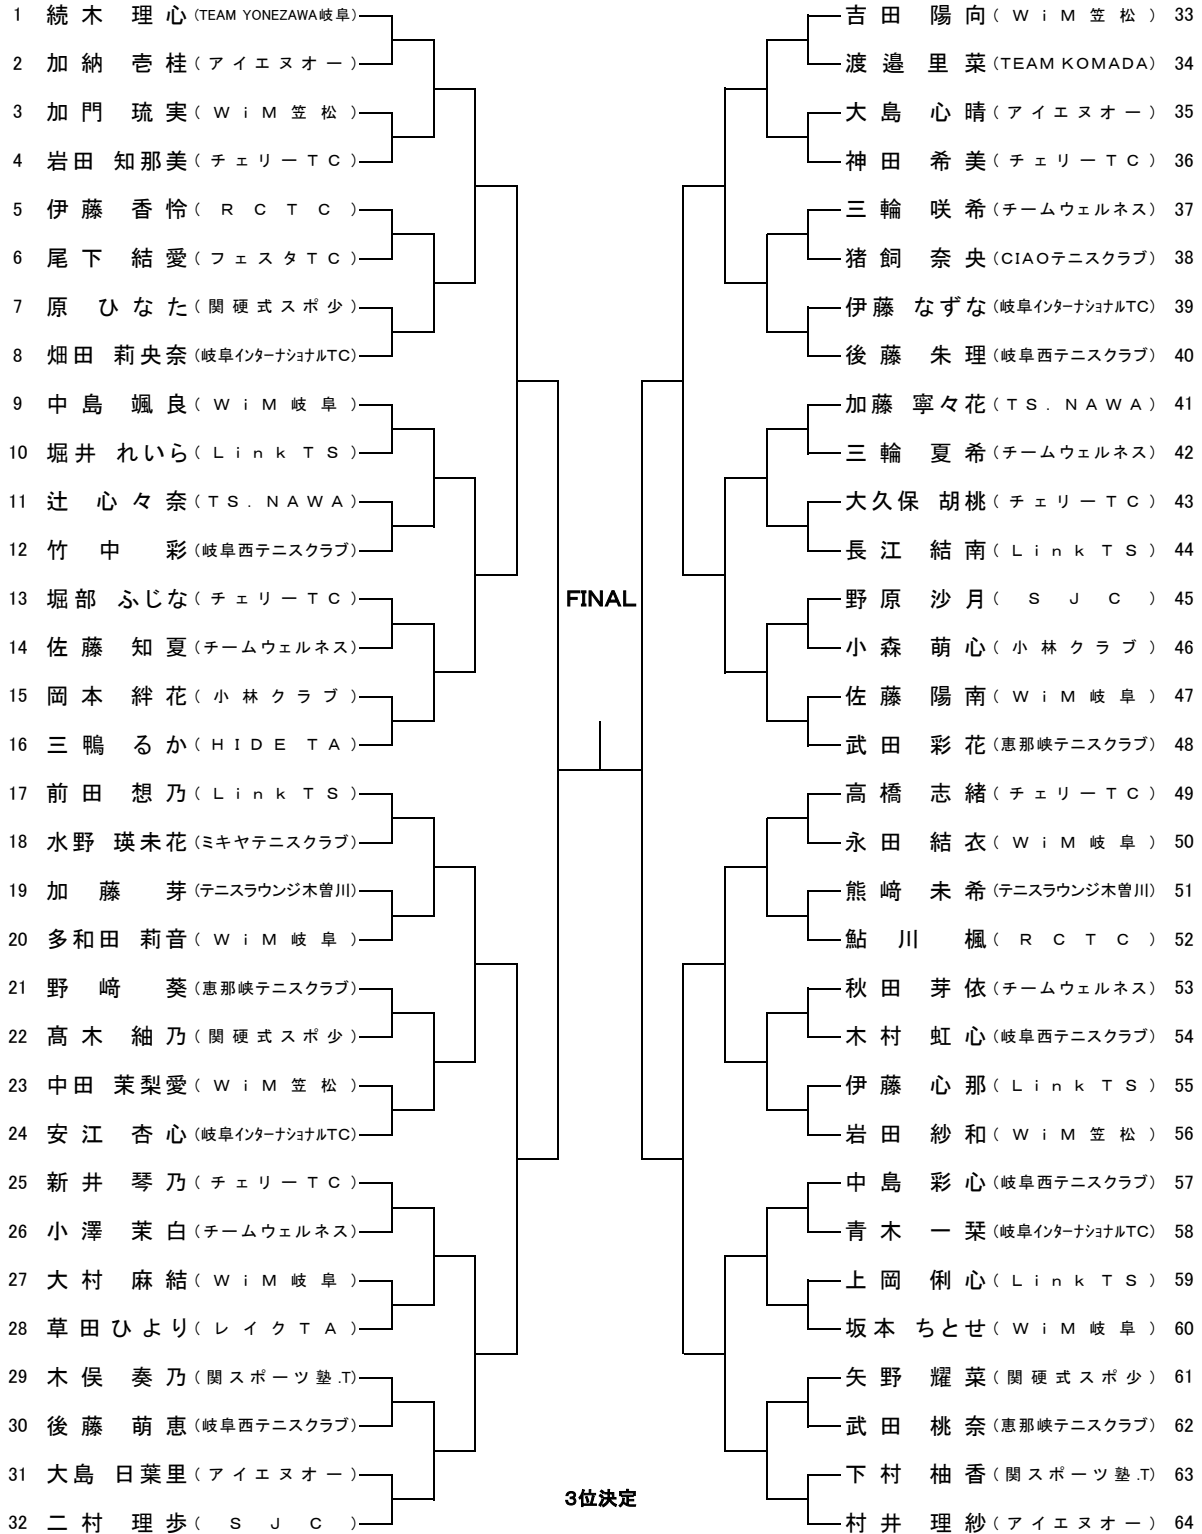 1 続木 理心 (TEAM YONEZAWA岐阜)
2 加納 壱桂 (アイエヌオー)
3 加門 琉実 (WiM笠松)
4 岩田 知那美 (チェリーTC)
5 伊藤 香怜 (RCTC)
6 尾下 結愛 (フェスタTC)
7 原 ひなた (関硬式スポ少)
8 畑田 莉央奈 (岐阜インターナショナルTC)
9 中島 颯良 (WiM岐阜)
10 堀井 れいら (Link TS)
11 辻 心々奈 (TS.NAWA)
12 竹中 彩 (岐阜西テニスクラブ)
13 堀部 ふじな (チェリーTC)
14 佐藤 知夏 (チームウェルネス)
15 岡本 絆花 (小林クラブ)
16 三鴨 るか (HIDE TA)
17 前田 想乃 (Link TS)
18 水野 瑛未花 (ミキヤテニスクラブ)
19 加藤 芽 (テニスラウンジ木曽川)
20 多和田 莉音 (WiM岐阜)
21 野﨑 葵 (恵那峡テニスクラブ)
22 髙木 紬乃 (関硬式スポ少)
23 中田 茉梨愛 (WiM笠松)
24 安江 杏心 (岐阜インターナショナルTC)
25 新井 琴乃 (チェリーTC)
26 小澤 茉白 (チームウェルネス)
27 大村 麻結 (WiM岐阜)
28 草田 ひより (レイクTA)
29 木俣 奏乃 (関スポーツ塾.T)
30 後藤 萌恵 (岐阜西テニスクラブ)
31 大島 日葉里 (アイエヌオー)
32 二村 理歩 (SJC)
FINAL
3位決定
吉田 陽向 (WiM笠松) 33
渡邉 里菜 (TEAM KOMADA) 34
大島 心晴 (アイエヌオー) 35
神田 希美 (チェリーTC) 36
三輪 咲希 (チームウェルネス) 37
猪飼 奈央 (CIAOテニスクラブ) 38
伊藤 なずな (岐阜インターナショナルTC) 39
後藤 朱理 (岐阜西テニスクラブ) 40
加藤 寧々花 (TS.NAWA) 41
三輪 夏希 (チームウェルネス) 42
大久保 胡桃 (チェリーTC) 43
長江 結南 (Link TS) 44
野原 沙月 (SJC) 45
小森 萌心 (小林クラブ) 46
佐藤 陽南 (WiM岐阜) 47
武田 彩花 (恵那峡テニスクラブ) 48
高橋 志緒 (チェリーTC) 49
永田 結衣 (WiM岐阜) 50
熊﨑 未希 (テニスラウンジ木曽川) 51
鮎川 楓 (RCTC) 52
秋田 芽依 (チームウェルネス) 53
木村 虹心 (岐阜西テニスクラブ) 54
伊藤 心那 (Link TS) 55
岩田 紗和 (WiM笠松) 56
中島 彩心 (岐阜西テニスクラブ) 57
青木 一栞 (岐阜インターナショナルTC) 58
上岡 俐心 (Link TS) 59
坂本 ちとせ (WiM岐阜) 60
矢野 耀菜 (関硬式スポ少) 61
武田 桃奈 (恵那峡テニスクラブ) 62
下村 柚香 (関スポーツ塾.T) 63
村井 理紗 (アイエヌオー) 64